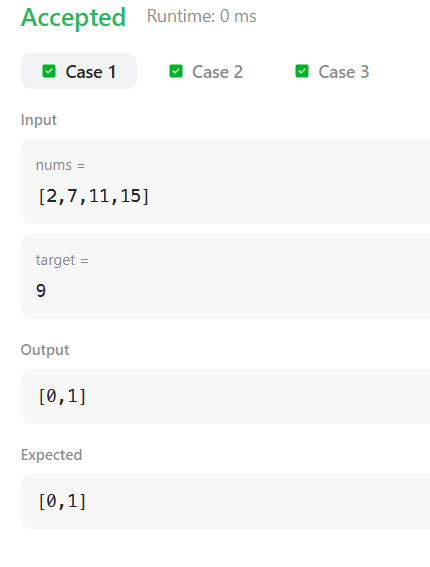 Accepted Runtime: 0 ms
Case 1 Case 2 Case 3
Input
nums =
[2,7,11,15]
target =
9
Output
[0,1]
Expected
[0,1]